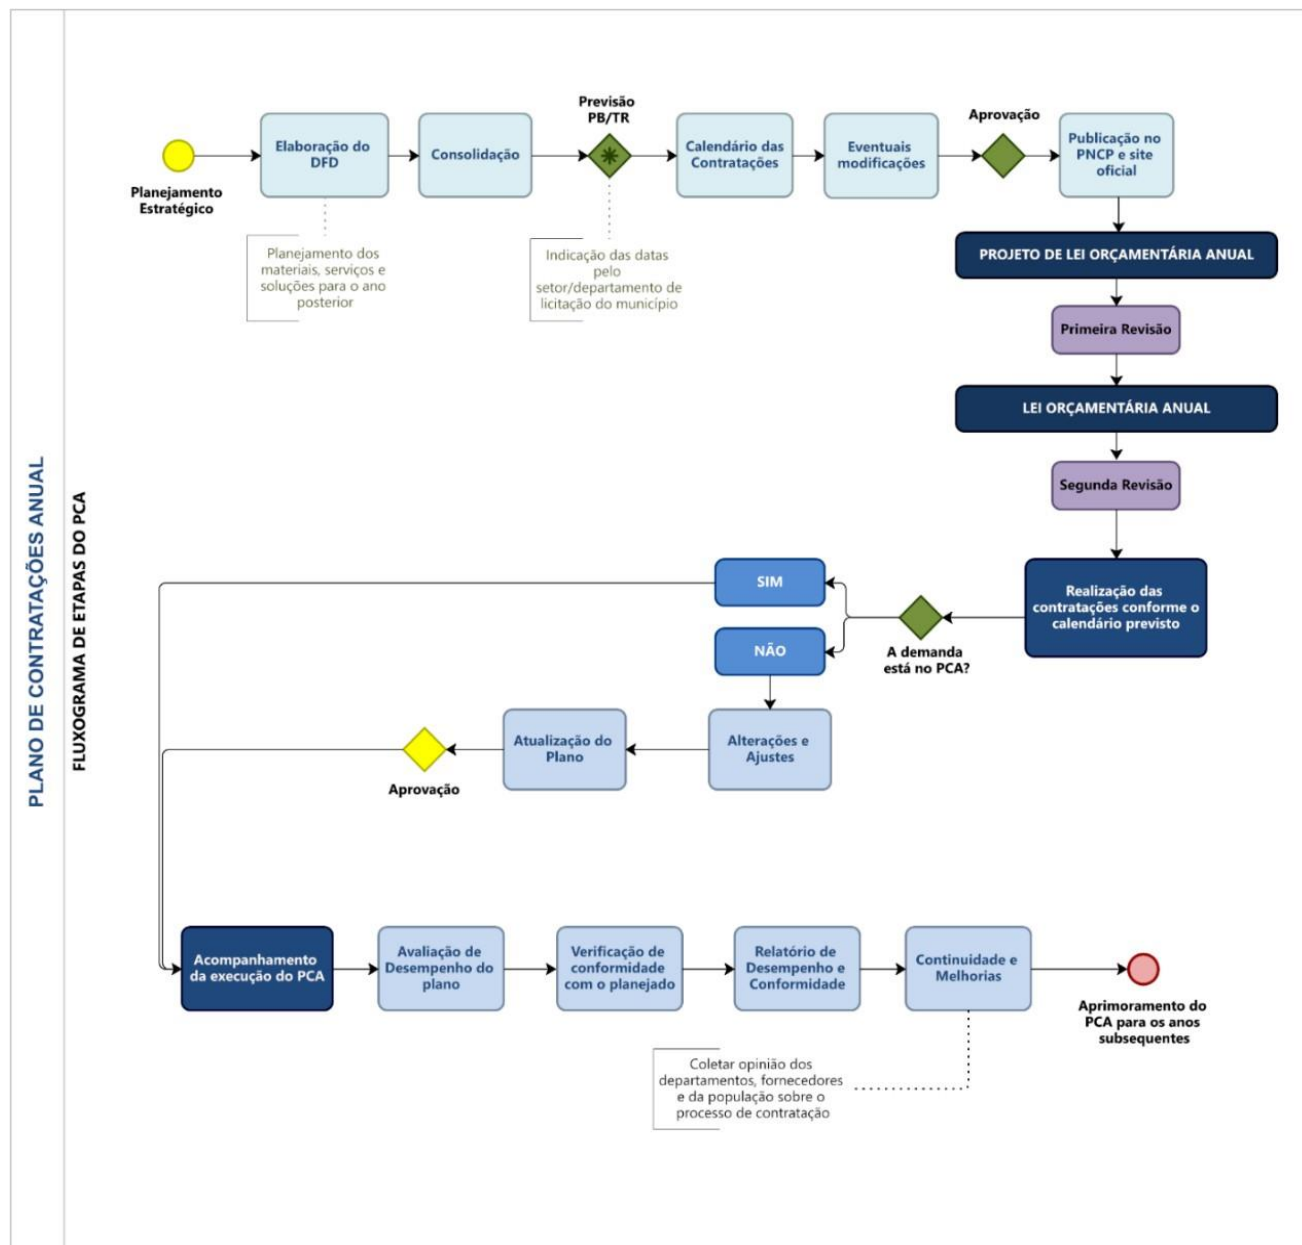 PLANO DE CONTRATAÇÕES ANUAL
FLUXOGRAMA DE ETAPAS DO PCA
Planejamento
Estratégico
Elaboração do
DFD
Planejamento dos
materiais, serviços e
soluções para o ano
posterior
Consolidação
Previsão
PB/TR
Indicação das datas
pelo
setor/departamento de
licitação do município
Calendário das
Contratações
Eventuais
modificações
Aprovação
Publicação no
PNCP e site
oficial
PROJETO DE LEI ORÇAMENTÁRIA ANUAL
Primeira Revisão
LEI ORÇAMENTÁRIA ANUAL
Segunda Revisão
Realização das
contratações conforme o
calendário previsto
A demanda
está no PCA?
SIM
NÃO
Alterações e
Ajustes
Atualização do
Plano
Aprovação
Acompanhamento
da execução do PCA
Avaliação de
Desempenho do
plano
Verificação de
conformidade
com o planejado
Relatório de
Desempenho e
Conformidade
Continuidade e
Melhorias
Coletar opinião dos
departamentos, fornecedores
e da população sobre o
processo de contratação
Aprimoramento do
PCA para os anos
subsequentes